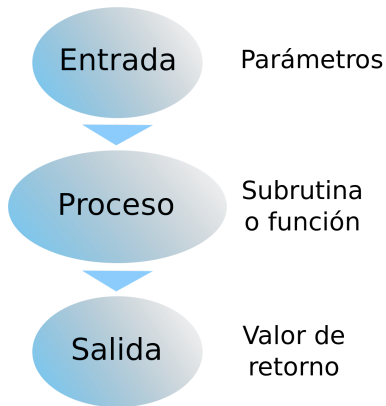 Entrada
Parámetros
Proceso
Subrutina
o función
Salida
Valor de
retorno